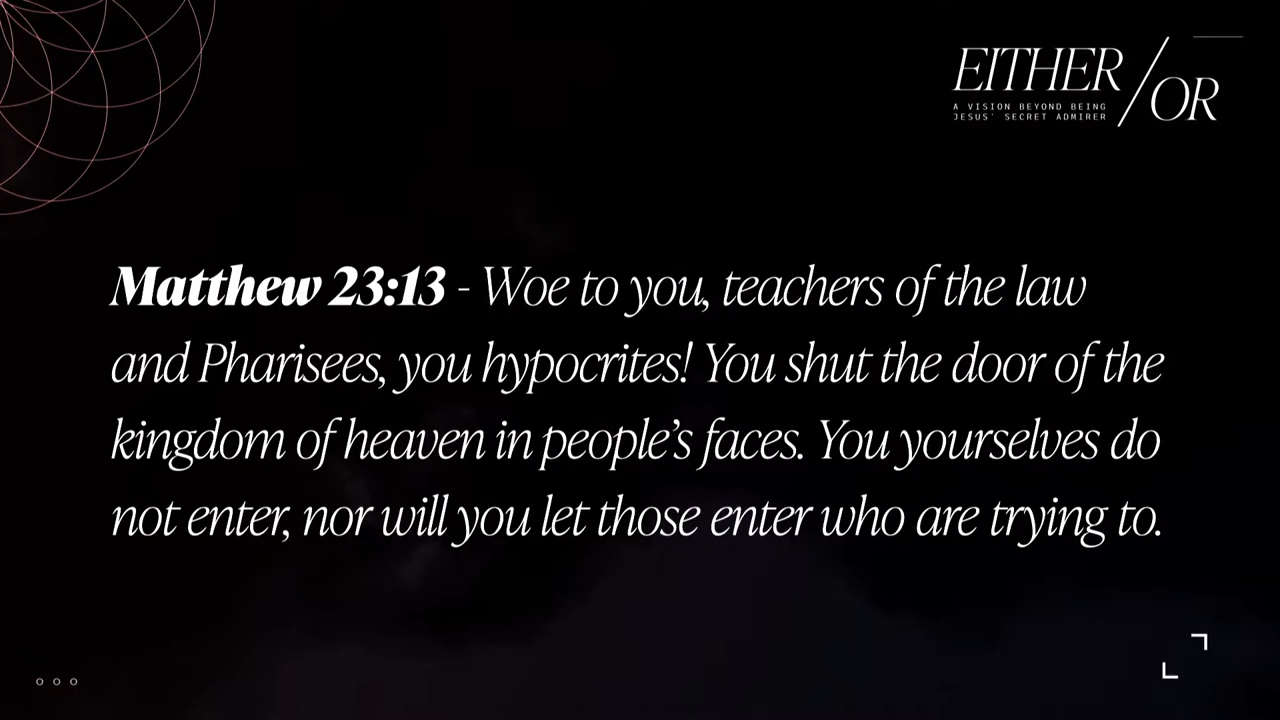 EITHER/OR
A VISION BEYOND BEING
JESUS' SECRET ADMIRER
Matthew 23:13 - Woe to you, teachers of the law
and Pharisees, you hypocrites! You shut the door of the
kingdom of heaven in people’s faces. You yourselves do
not enter, nor will you let those enter who are trying to.